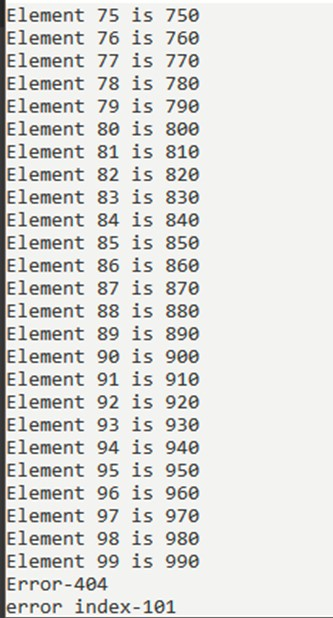 Element 75 is 750
Element 76 is 760
Element 77 is 770
Element 78 is 780
Element 79 is 790
Element 80 is 800
Element 81 is 810
Element 82 is 820
Element 83 is 830
Element 84 is 840
Element 85 is 850
Element 86 is 860
Element 87 is 870
Element 88 is 880
Element 89 is 890
Element 90 is 900
Element 91 is 910
Element 92 is 920
Element 93 is 930
Element 94 is 940
Element 95 is 950
Element 96 is 960
Element 97 is 970
Element 98 is 980
Element 99 is 990
Error-404
error index-101